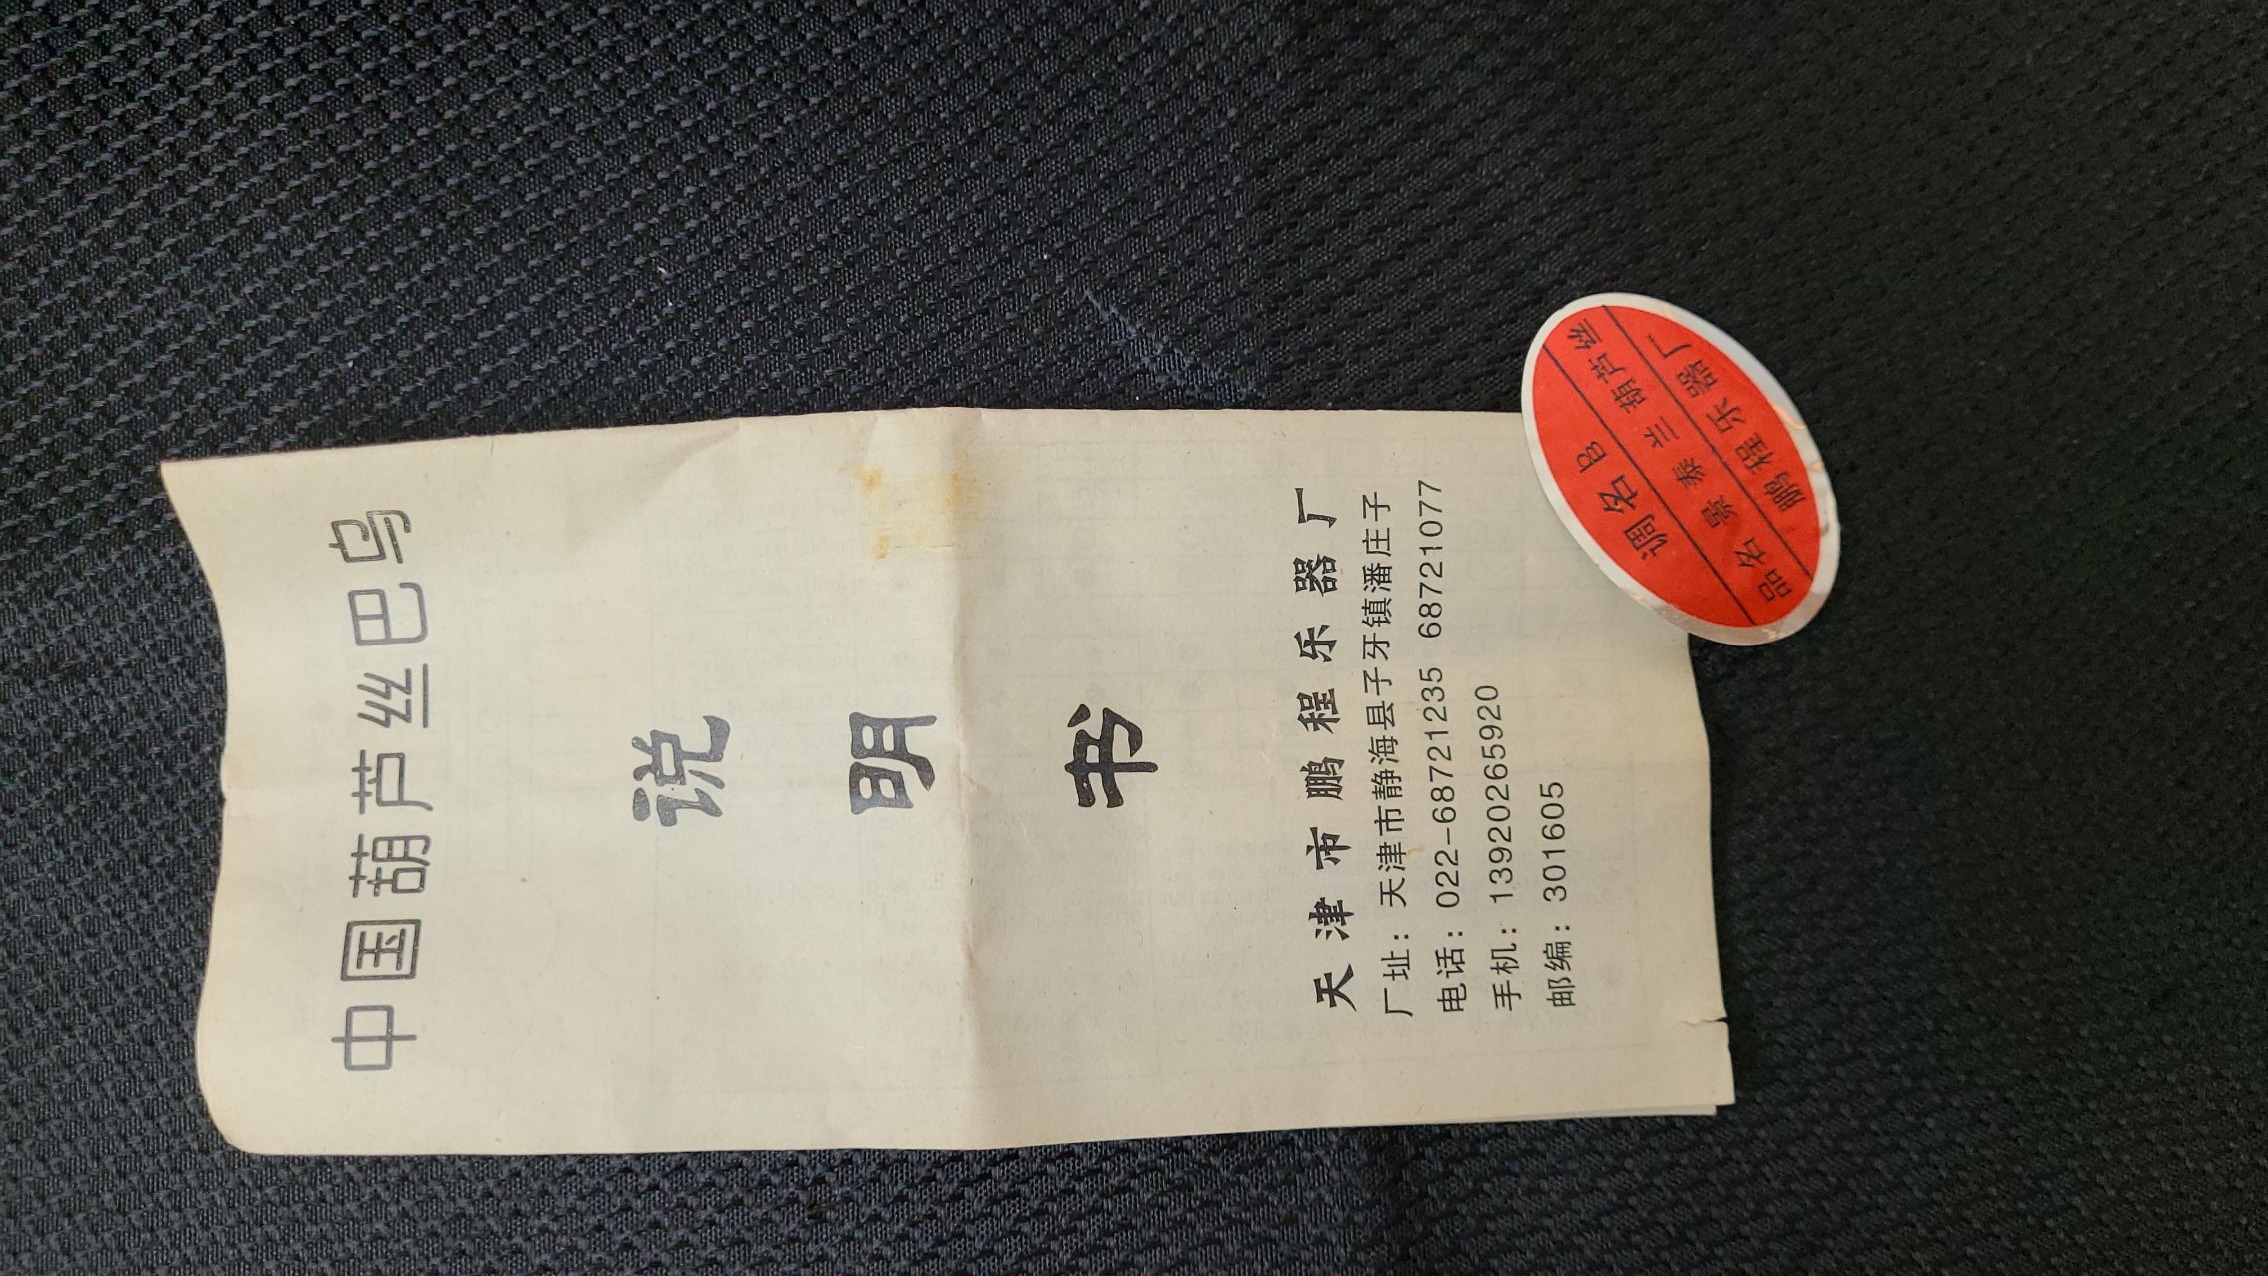 中国葫芦丝巴乌
说
明
书
天津市鹏程乐器厂
厂址：天津市静海县子牙镇潘庄子
电话：022-68721235 68721077
手机：13920265920
邮编：301605
调名 B
品名 景泰兰葫芦丝
鹏程乐器厂